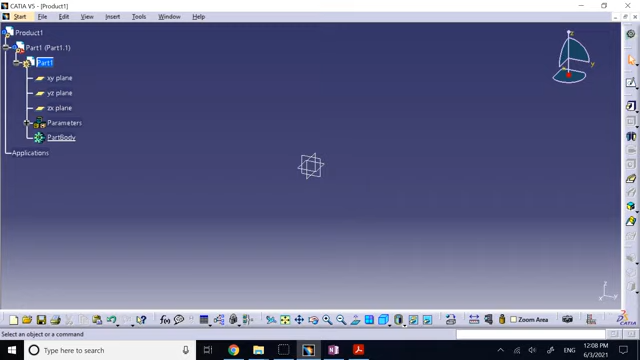 CATIA V5 - [Product1]
Start File Edit View Insert Tools Window Help
Product1
Part1 (Part1.1)
Part1
xy plane
yz plane
zx plane
Parameters
PartBody
Applications
z
y
x
f(x)
Zoom Area
CATIA
Select an object or a command
Type here to search
ENG
12:08 PM
6/3/2021